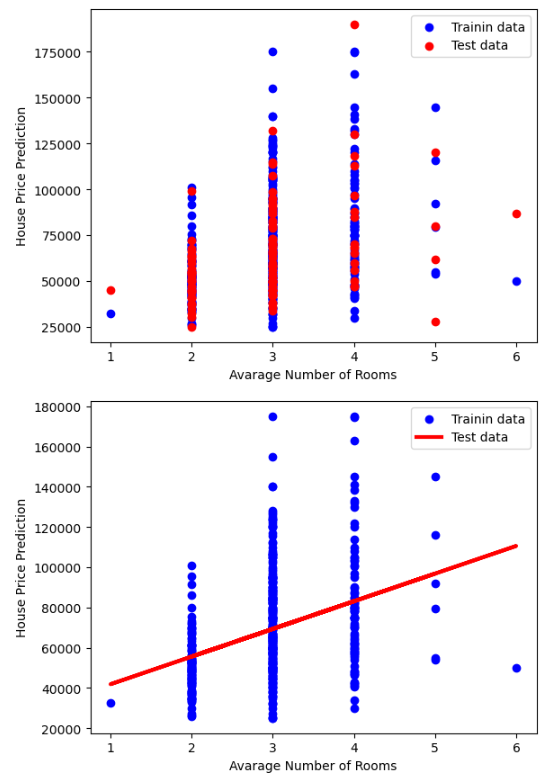 Trainin data
Test data
175000
150000
125000
100000
75000
50000
25000
House Price Prediction
1 2 3 4 5 6
Avarage Number of Rooms
Trainin data
Test data
180000
160000
140000
120000
100000
80000
60000
40000
20000
House Price Prediction
1 2 3 4 5 6
Avarage Number of Rooms